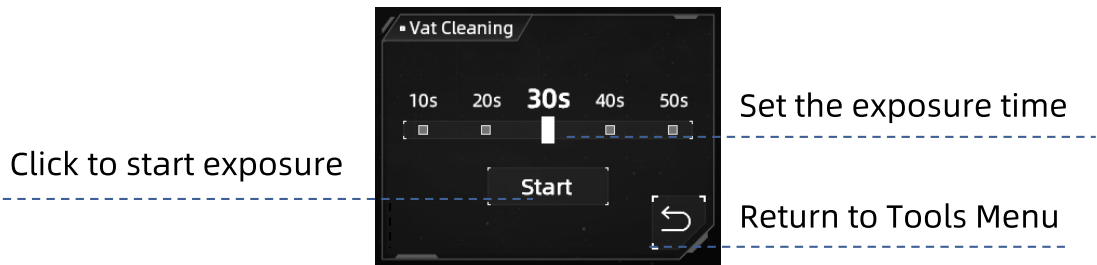 Vat Cleaning
10s 20s 30s 40s 50s
Set the exposure time
Click to start exposure
Start
Return to Tools Menu